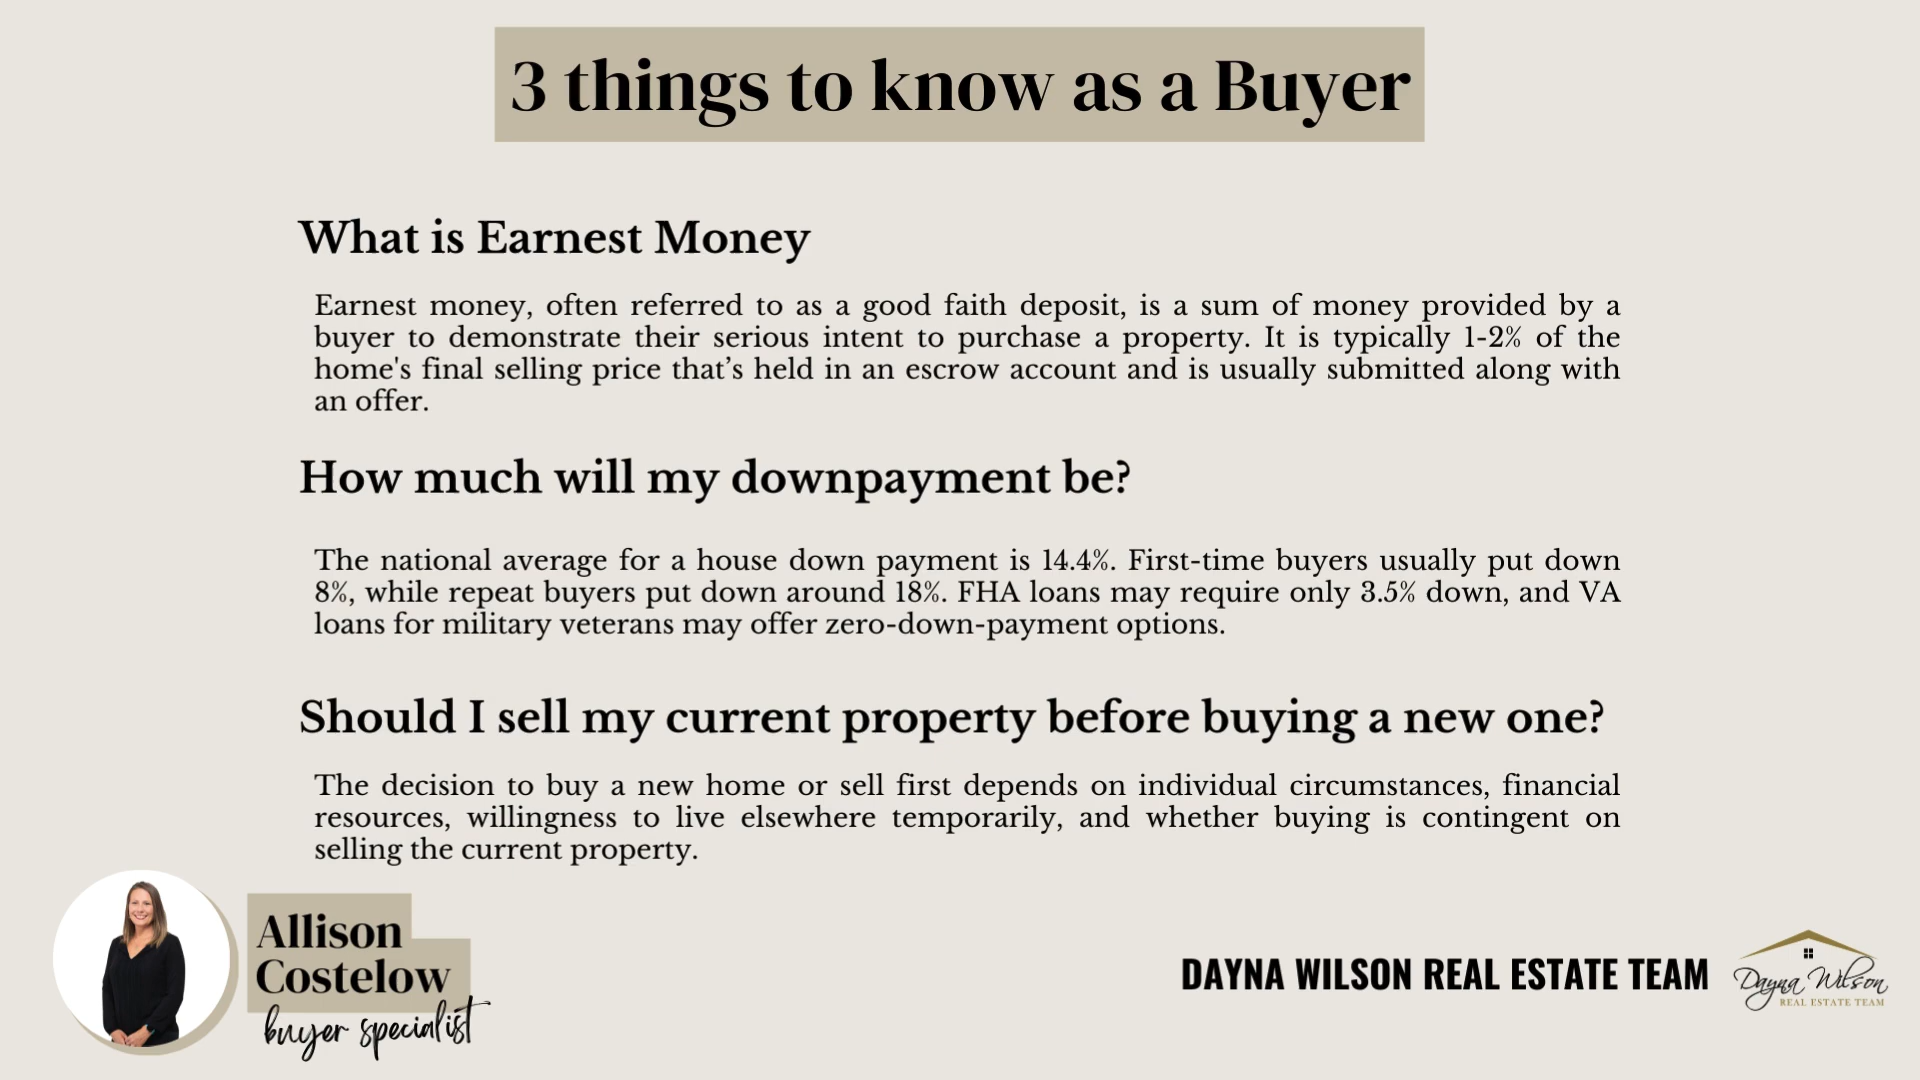 3 things to know as a Buyer
What is Earnest Money
Earnest money, often referred to as a good faith deposit, is a sum of money provided by a
buyer to demonstrate their serious intent to purchase a property. It is typically 1-2% of the
home's final selling price that’s held in an escrow account and is usually submitted along with
an offer.
How much will my downpayment be?
The national average for a house down payment is 14.4%. First-time buyers usually put down
8%, while repeat buyers put down around 18%. FHA loans may require only 3.5% down, and VA
loans for military veterans may offer zero-down-payment options.
Should I sell my current property before buying a new one?
The decision to buy a new home or sell first depends on individual circumstances, financial
resources, willingness to live elsewhere temporarily, and whether buying is contingent on
selling the current property.
Allison
Costelow
buyer specialist
DAYNA WILSON REAL ESTATE TEAM
Dayna Wilson
REAL ESTATE TEAM